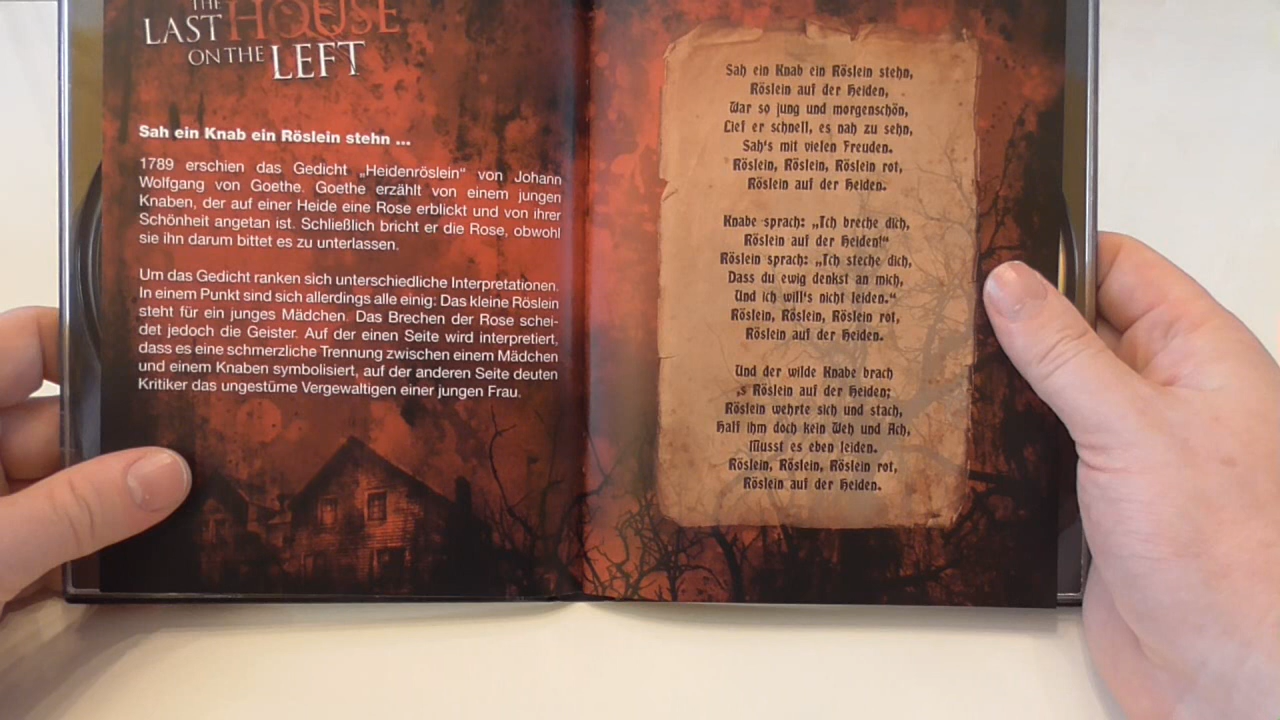 THE
LAST HOUSE
ON THE LEFT
Sah ein Knab ein Röslein stehn ...
1789 erschien das Gedicht „Heidenröslein“ von Johann
Wolfgang von Goethe. Goethe erzählt von einem jungen
Knaben, der auf einer Heide eine Rose erblickt und von ihrer
Schönheit angetan ist. Schließlich bricht er die Rose, obwohl
sie ihn darum bittet es zu unterlassen.
Um das Gedicht ranken sich unterschiedliche Interpretationen.
In einem Punkt sind sich allerdings alle einig: Das kleine Röslein
steht für ein junges Mädchen. Das Brechen der Rose schei-
det jedoch die Geister. Auf der einen Seite wird interpretiert,
dass es eine schmerzliche Trennung zwischen einem Mädchen
und einem Knaben symbolisiert, auf der anderen Seite deuten
Kritiker das ungestüme Vergewaltigen einer jungen Frau.
Sah ein Knab ein Röslein stehn,
Röslein auf der Heiden,
War so jung und morgenschön,
Lief er schnell, es nah zu sehn,
Sah's mit vielen Freuden.
Röslein, Röslein, Röslein rot,
Röslein auf der Heiden.
Knabe sprach: „Ich breche dich,
Röslein auf der Heiden!“
Röslein sprach: „Ich steche dich,
Dass du ewig denkst an mich,
Und ich will's nicht leiden.“
Röslein, Röslein, Röslein rot,
Röslein auf der Heiden.
Und der wilde Knabe brach
‚s Röslein auf der Heiden;
Röslein wehrte sich und stach,
Half ihm doch kein Weh und Ach,
Musst es eben leiden.
Röslein, Röslein, Röslein rot,
Röslein auf der Heiden.